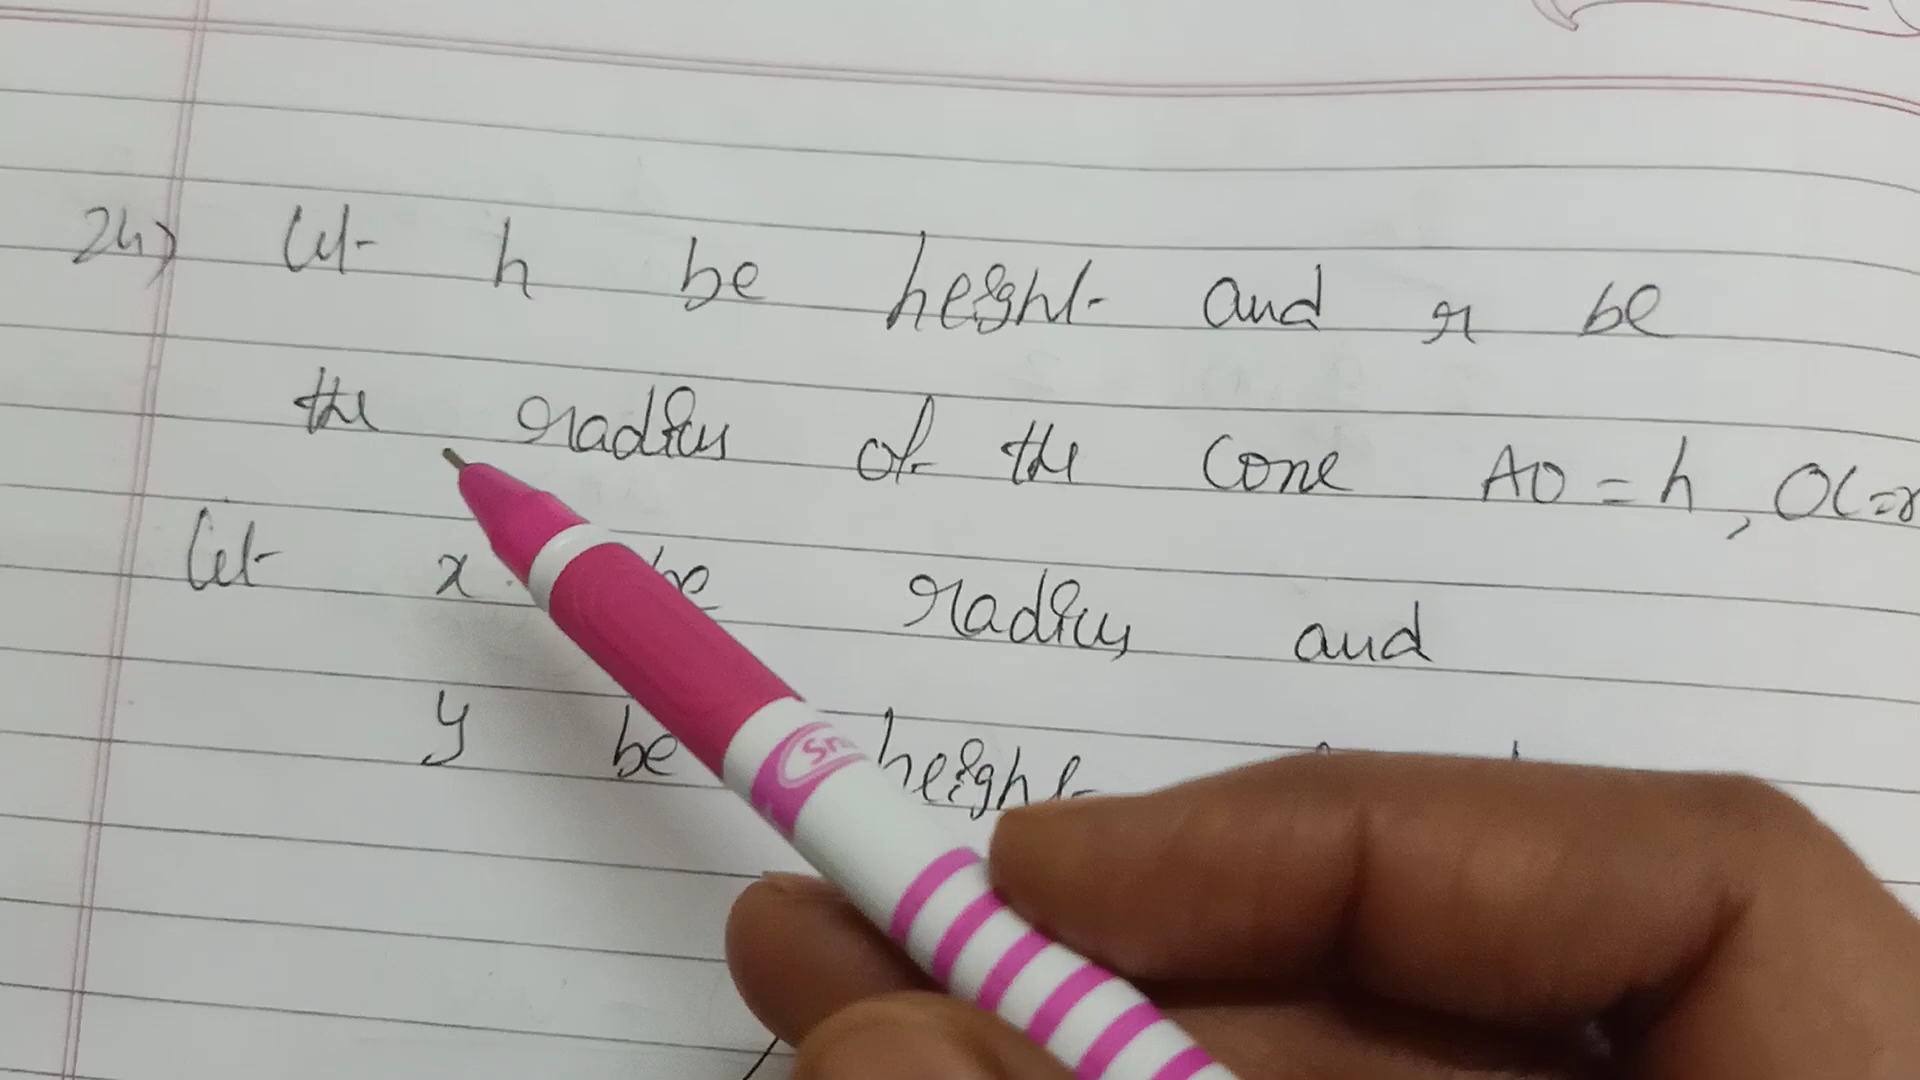 24) Let h be height and r be
the radius of the cone AO = h, OC=r
Let x be radius and
y be height